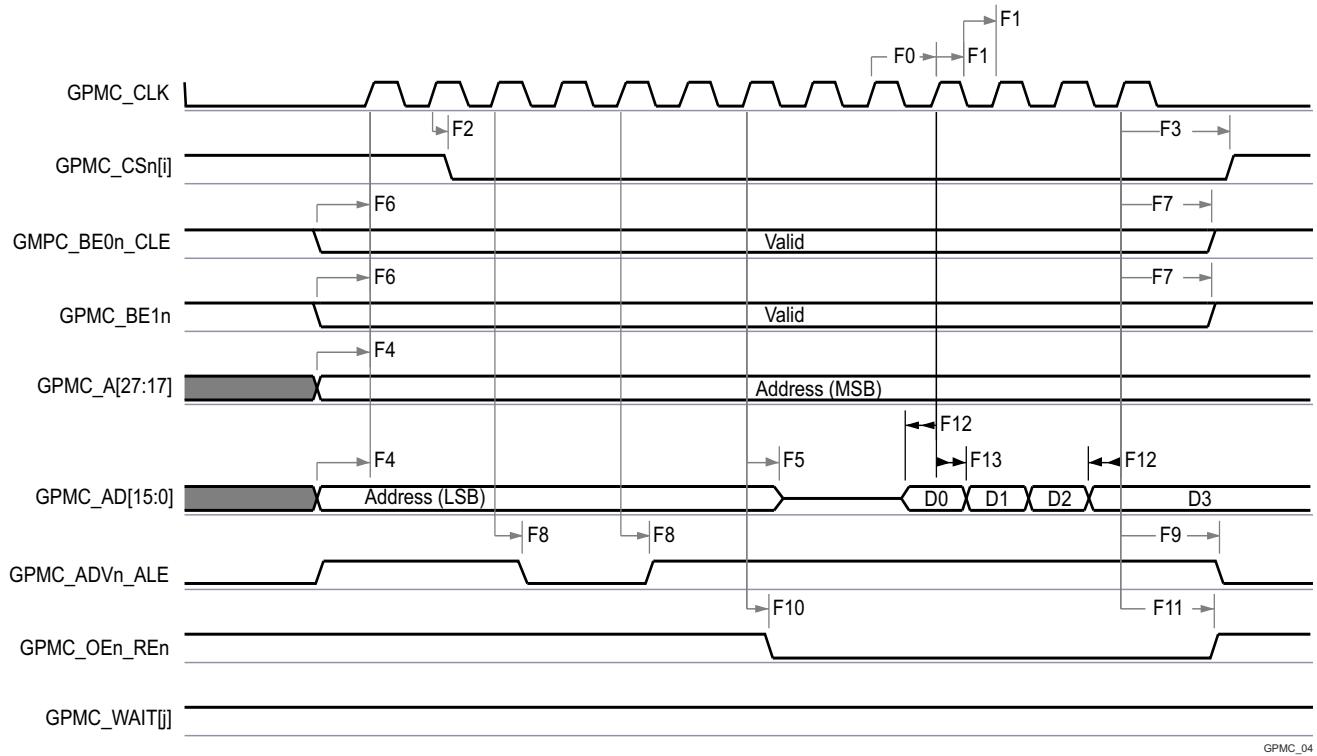 F1
F0 F1
GPMC_CLK
F2 F3
GPMC_CSn[i]
F6 F7
GMPC_BE0n_CLE Valid
F6 F7
GPMC_BE1n Valid
F4
GPMC_A[27:17] Address (MSB)
F12
F4 F5 F13 F12
GPMC_AD[15:0] Address (LSB) D0 D1 D2 D3
F8 F8 F9
GPMC_ADVn_ALE
F10 F11
GPMC_OEn_REn
GPMC_WAIT[j]
GPMC_04